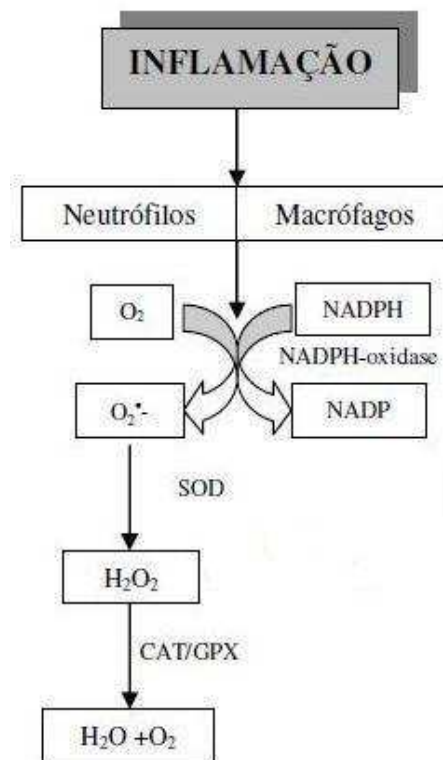 INFLAMAÇÃO
Neutrófilos Macrófagos
O₂ NADPH
NADPH-oxidase
O₂•- NADP
SOD
H₂O₂
CAT/GPX
H₂O +O₂